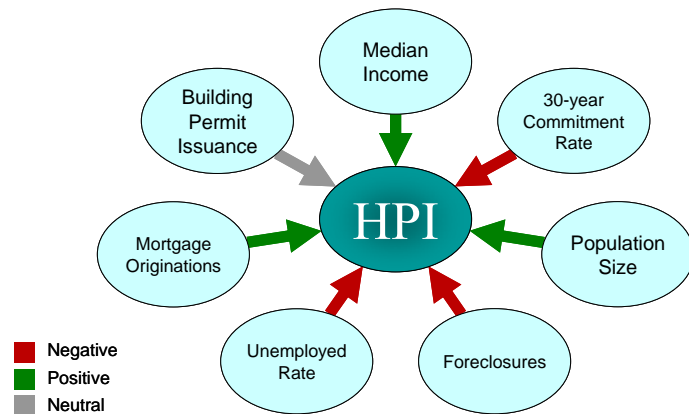 Median
Income
Building
Permit
Issuance
30-year
Commitment
Rate
HPI
Mortgage
Originations
Population
Size
Unemployed
Rate
Foreclosures
Negative
Positive
Neutral